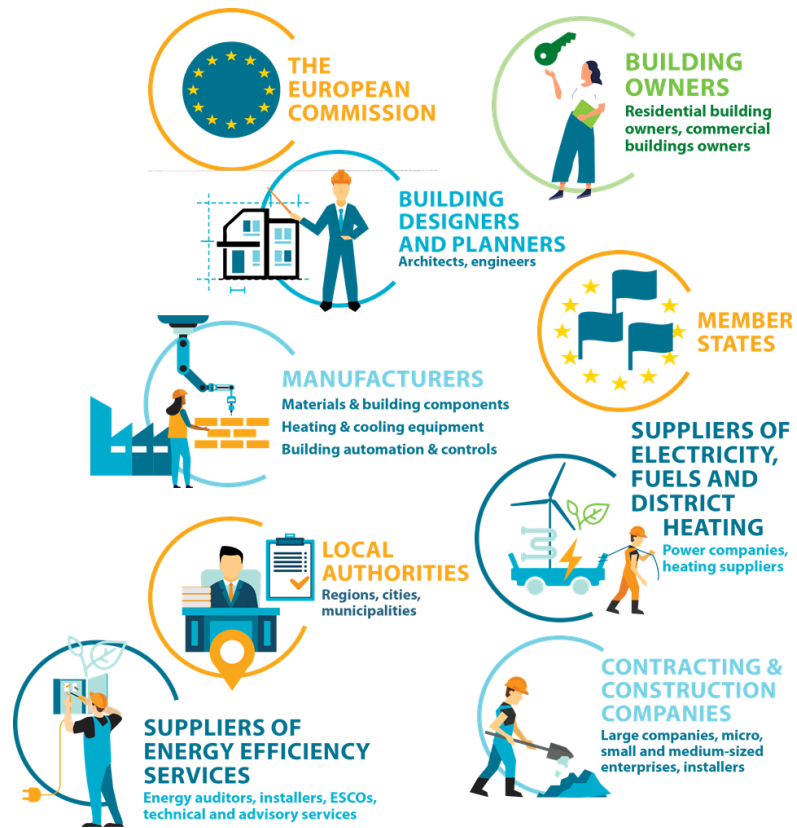 THE
EUROPEAN
COMMISSION
BUILDING
OWNERS
Residential building
owners, commercial
buildings owners
BUILDING
DESIGNERS
AND PLANNERS
Architects, engineers
MEMBER
STATES
MANUFACTURERS
Materials & building components
Heating & cooling equipment
Building automation & controls
SUPPLIERS OF
ELECTRICITY,
FUELS AND
DISTRICT
HEATING
Power companies,
heating suppliers
LOCAL
AUTHORITIES
Regions, cities,
municipalities
CONTRACTING &
CONSTRUCTION
COMPANIES
Large companies, micro,
small and medium-sized
enterprises, installers
SUPPLIERS OF
ENERGY EFFICIENCY
SERVICES
Energy auditors, installers, ESCOs,
technical and advisory services